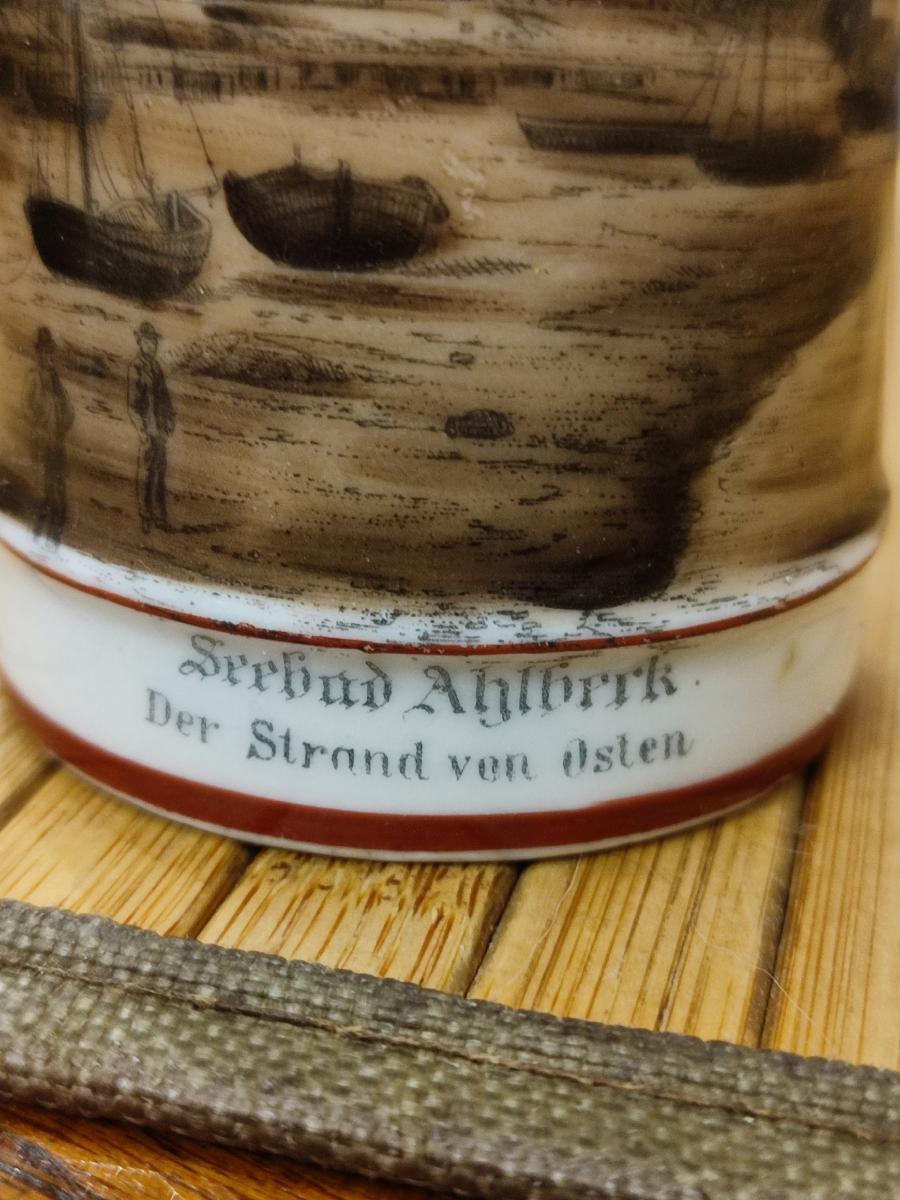 Seebad Ahlbeck.
Der Strand von Osten